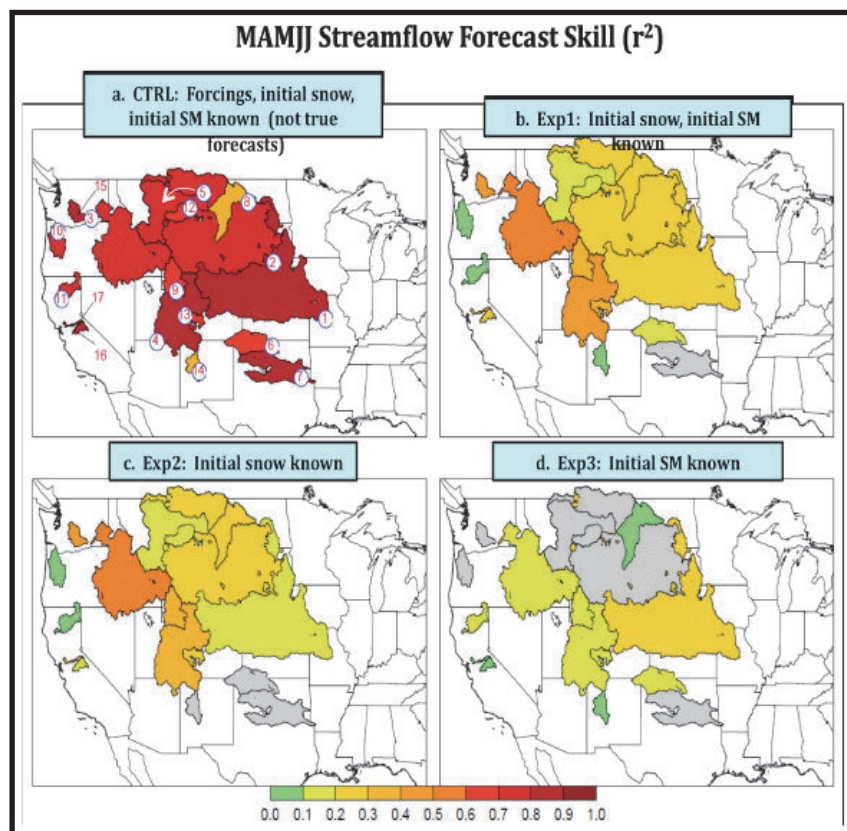 MAMJJ Streamflow Forecast Skill (r²)
a. CTRL: Forcings, initial snow,
initial SM known (not true
forecasts)
b. Exp1: Initial snow, initial SM
known
15
5
3
12
8
10
2
9
11
17
13
1
4
6
16
14
7
c. Exp2: Initial snow known
d. Exp3: Initial SM known
0.0 0.1 0.2 0.3 0.4 0.5 0.6 0.7 0.8 0.9 1.0